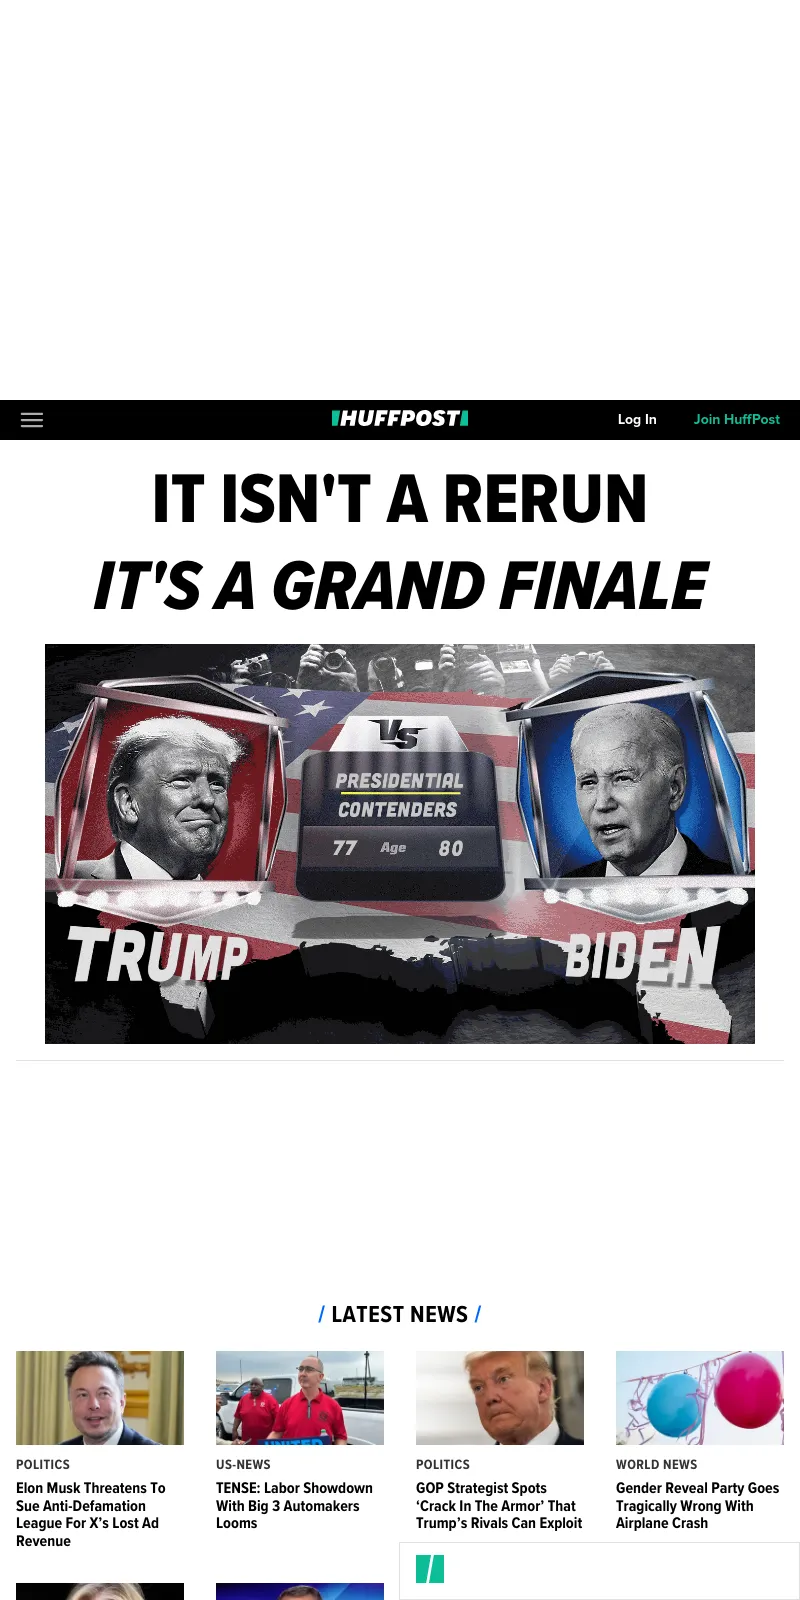 HUFFPOST
Log In
Join HuffPost
IT ISN'T A RERUN
IT'S A GRAND FINALE
VS
PRESIDENTIAL
CONTENDERS
77 Age 80
TRUMP
BIDEN
/ LATEST NEWS /
POLITICS
Elon Musk Threatens To
Sue Anti-Defamation
League For X’s Lost Ad
Revenue
US-NEWS
UNITED
TENSE: Labor Showdown
With Big 3 Automakers
Looms
POLITICS
GOP Strategist Spots
‘Crack In The Armor’ That
Trump’s Rivals Can Exploit
WORLD NEWS
Gender Reveal Party Goes
Tragically Wrong With
Airplane Crash